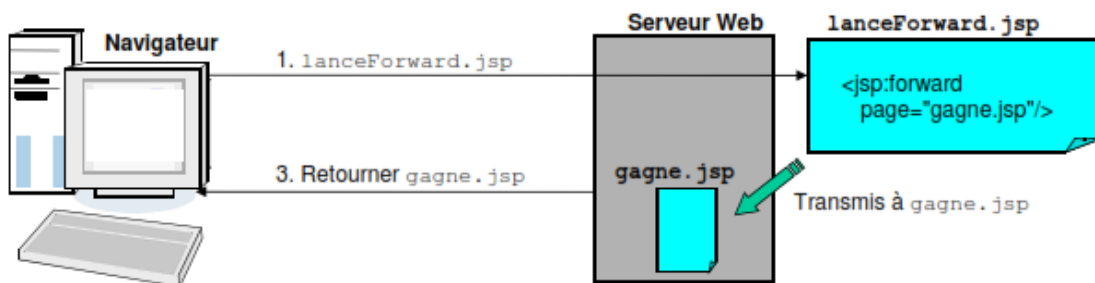 Navigateur
1. lanceForward.jsp
Serveur Web
lanceForward.jsp
<jsp:forward
page="gagne.jsp"/>
3. Retourner gagne.jsp
gagne.jsp
Transmis à gagne.jsp